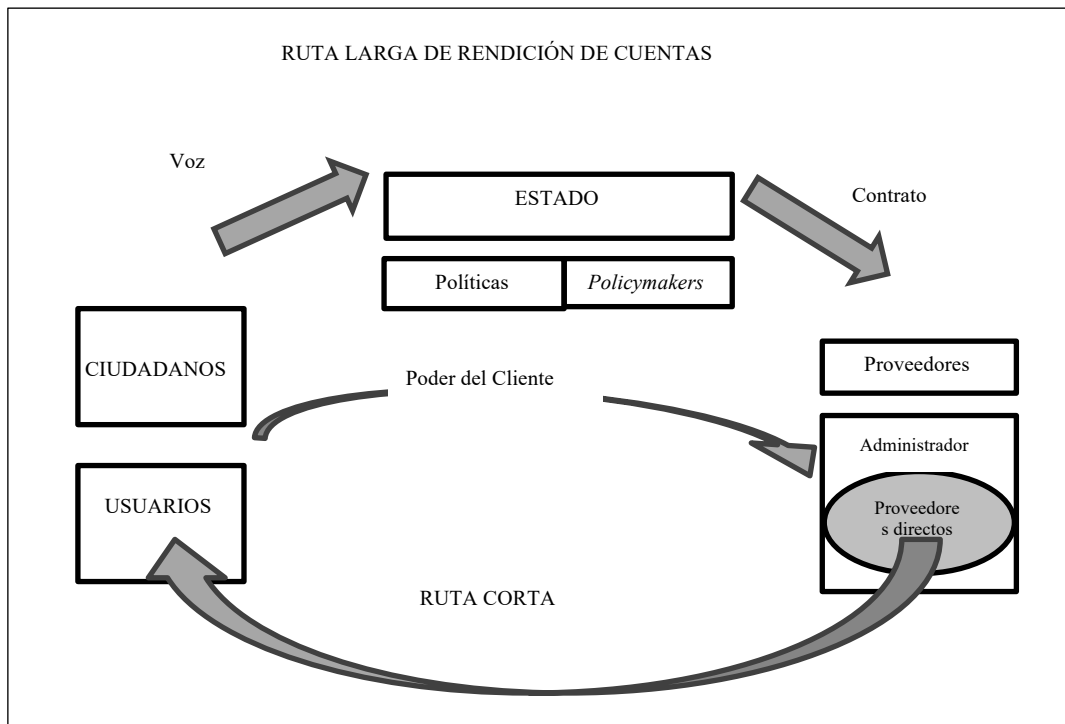 RUTA LARGA DE RENDICIÓN DE CUENTAS
Voz
ESTADO
Contrato
Políticas
Policymakers
CIUDADANOS
Poder del Cliente
Proveedores
Administrador
USUARIOS
Proveedore
s directos
RUTA CORTA